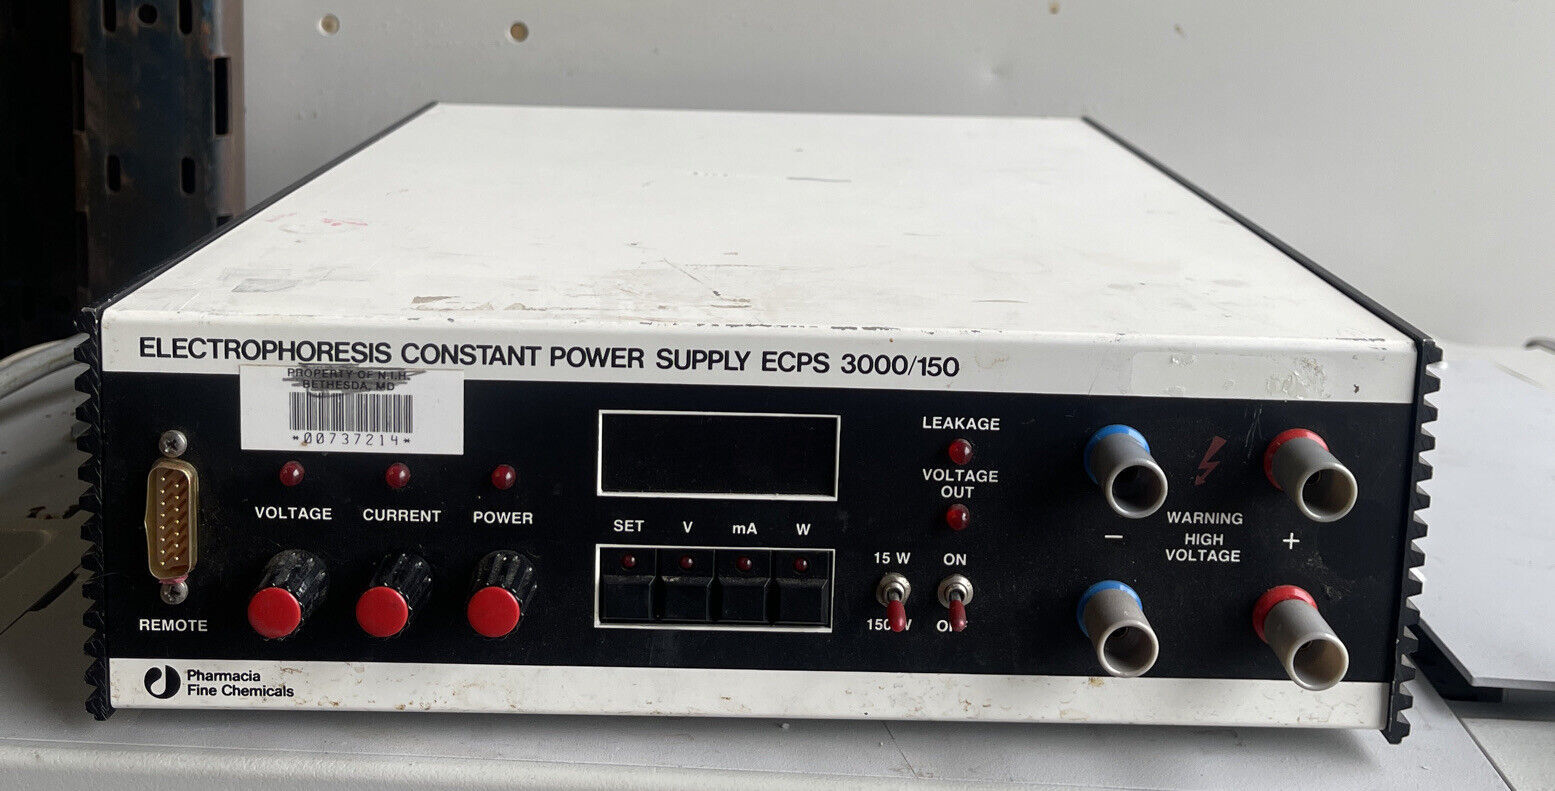 ELECTROPHORESIS CONSTANT POWER SUPPLY ECPS 3000/150
PROPERTY OF N.I.H.
BETHESDA, MD
*00737214*
LEAKAGE
VOLTAGE
OUT
VOLTAGE
CURRENT
POWER
SET
V
mA
W
15 W
ON
150 W
OFF
WARNING
HIGH
VOLTAGE
−
+
REMOTE
Pharmacia
Fine Chemicals